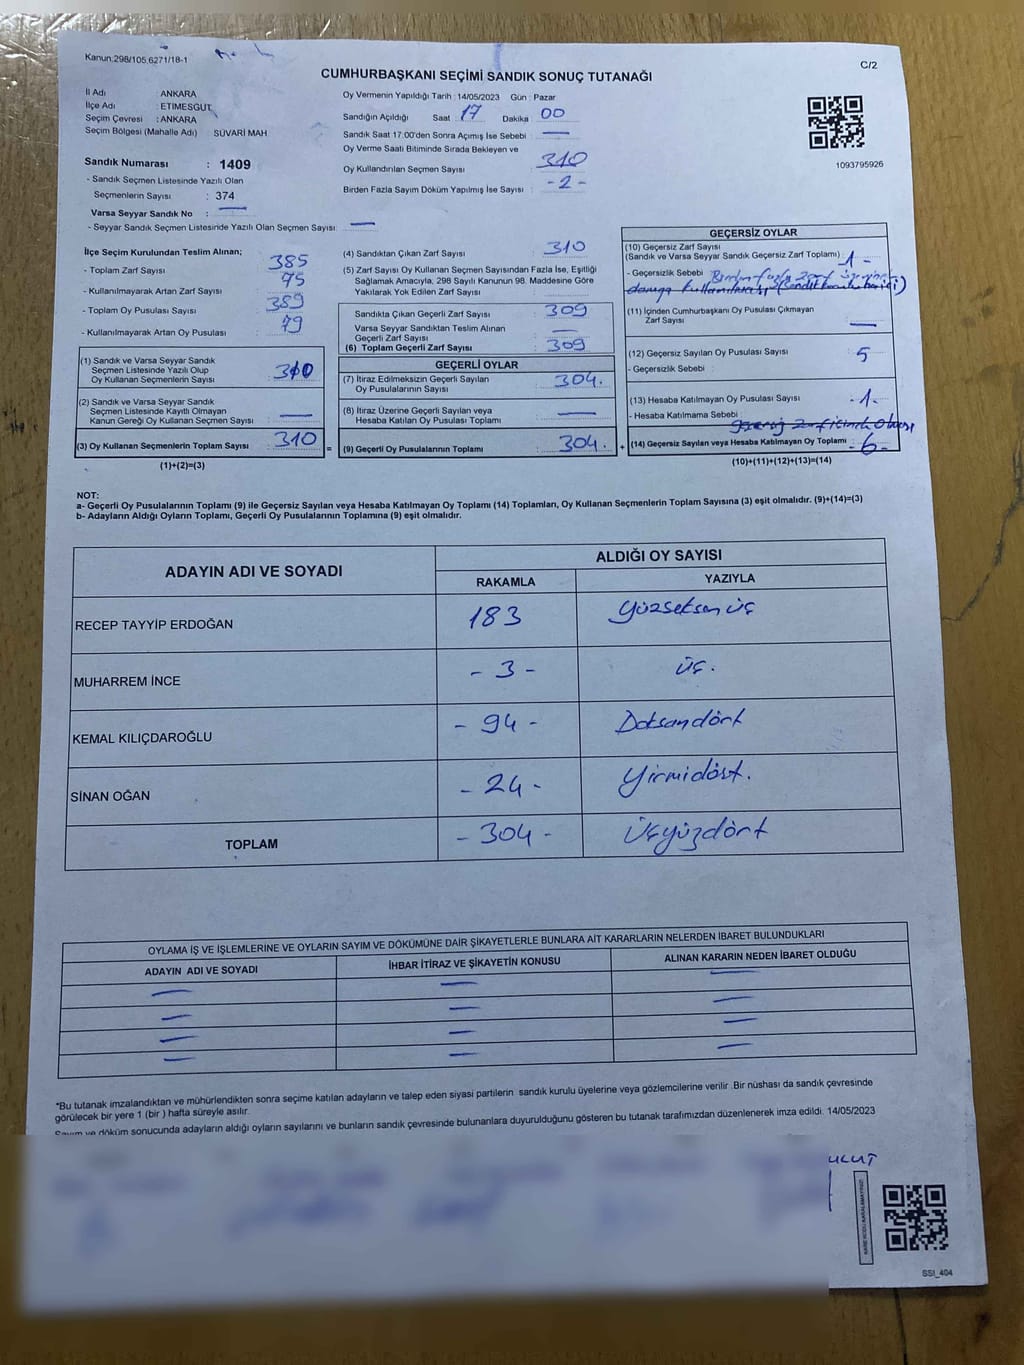 Kanun.298/105.6271/18-1
C/2
CUMHURBAŞKANI SEÇİMİ SANDIK SONUÇ TUTANAĞI
İl Adı : ANKARA
İlçe Adı : ETİMESGUT
Seçim Çevresi : ANKARA
Seçim Bölgesi (Mahalle Adı) SÜVARİ MAH
Sandık Numarası : 1409
- Sandık Seçmen Listesinde Yazılı Olan
Seçmenlerin Sayısı : 374
Varsa Seyyar Sandık No :
- Seyyar Sandık Seçmen Listesinde Yazılı Olan Seçmen Sayısı:
Oy Vermenin Yapıldığı Tarih : 14/05/2023 Gün : Pazar
Sandığın Açıldığı Saat 17 Dakika 00
Sandık Saat 17:00'den Sonra Açımış İse Sebebi :
Oy Verme Saati Bitiminde Sırada Bekleyen ve
Oy Kullandırılan Seçmen Sayısı : 310
Birden Fazla Sayım Döküm Yapılmış İse Sayısı : -2-
1093795926
İlçe Seçim Kurulundan Teslim Alınan;
- Toplam Zarf Sayısı : 385
- Kullanılmayarak Artan Zarf Sayısı : 75
- Toplam Oy Pusulası Sayısı : 389
- Kullanılmayarak Artan Oy Pusulası : 79
(1) Sandık ve Varsa Seyyar Sandık
Seçmen Listesinde Yazılı Olup
Oy Kullanan Seçmenlerin Sayısı : 310
(2) Sandık ve Varsa Seyyar Sandık
Seçmen Listesinde Kayıtlı Olmayan
Kanun Gereği Oy Kullanan Seçmen Sayısı :
(3) Oy Kullanan Seçmenlerin Toplam Sayısı : 310
(1)+(2)=(3)
(4) Sandıktan Çıkan Zarf Sayısı : 310
(5) Zarf Sayısı Oy Kullanan Seçmen Sayısından Fazla İse, Eşitliği
Sağlamak Amacıyla, 298 Sayılı Kanunun 98. Maddesine Göre
Yakılarak Yok Edilen Zarf Sayısı :
Sandıkta Çıkan Geçerli Zarf Sayısı : 309
Varsa Seyyar Sandıktan Teslim Alınan
Geçerli Zarf Sayısı :
(6) Toplam Geçerli Zarf Sayısı : 309
GEÇERLİ OYLAR
(7) İtiraz Edilmeksizin Geçerli Sayılan
Oy Pusulalarının Sayısı : 304.
(8) İtiraz Üzerine Geçerli Sayılan veya
Hesaba Katılan Oy Pusulası Toplamı :
= (9) Geçerli Oy Pusulalarının Toplamı : 304.
GEÇERSİZ OYLAR
(10) Geçersiz Zarf Sayısı
(Sandık ve Varsa Seyyar Sandık Geçersiz Zarf Toplamı) : 1 -
- Geçersizlik Sebebi Birden fazla zarf üzerinde
damga kullanılması
(11) İçinden Cumhurbaşkanı Oy Pusulası Çıkmayan
Zarf Sayısı :
(12) Geçersiz Sayılan Oy Pusulası Sayısı : 5
- Geçersizlik Sebebi :
(13) Hesaba Katılmayan Oy Pusulası Sayısı : -1-
- Hesaba Katılmama Sebebi :
+ (14) Geçersiz Sayılan veya Hesaba Katılmayan Oy Toplamı : -6-
(10)+(11)+(12)+(13)=(14)
NOT:
a- Geçerli Oy Pusulalarının Toplamı (9) ile Geçersiz Sayılan veya Hesaba Katılmayan Oy Toplamı (14) Toplamları, Oy Kullanan Seçmenlerin Toplam Sayısına (3) eşit olmalıdır. (9)+(14)=(3)
b- Adayların Aldığı Oyların Toplamı, Geçerli Oy Pusulalarının Toplamına (9) eşit olmalıdır.
ADAYIN ADI VE SOYADI ALDIĞI OY SAYISI
RAKAMLA YAZIYLA
RECEP TAYYİP ERDOĞAN 183 yüzseksen üç
MUHARREM İNCE - 3 - üç.
KEMAL KILIÇDAROĞLU - 94 - Doksandört
SİNAN OĞAN - 24 - yirmidört.
TOPLAM - 304 - Üçyüzdört
OYLAMA İŞ VE İŞLEMLERİNE VE OYLARIN SAYIM VE DÖKÜMÜNE DAİR ŞİKAYETLERLE BUNLARA AİT KARARLARIN NELERDEN İBARET BULUNDUKLARI
ADAYIN ADI VE SOYADI İHBAR İTİRAZ VE ŞİKAYETİN KONUSU ALINAN KARARIN NEDEN İBARET OLDUĞU
*Bu tutanak imzalandıktan ve mühürlendikten sonra seçime katılan adayların ve talep eden siyasi partilerin sandık kurulu üyelerine veya gözlemcilerine verilir .Bir nüshası da sandık çevresinde
görülecek bir yere 1 (bir ) hafta süreyle asılır.
Sayım ve döküm sonucunda adayların aldığı oyların sayılarını ve bunların sandık çevresinde bulunanlara duyurulduğunu gösteren bu tutanak tarafımızdan düzenlenerek imza edildi. 14/05/2023
KARE KODU KARALAMAYINIZ!
SSİ_404